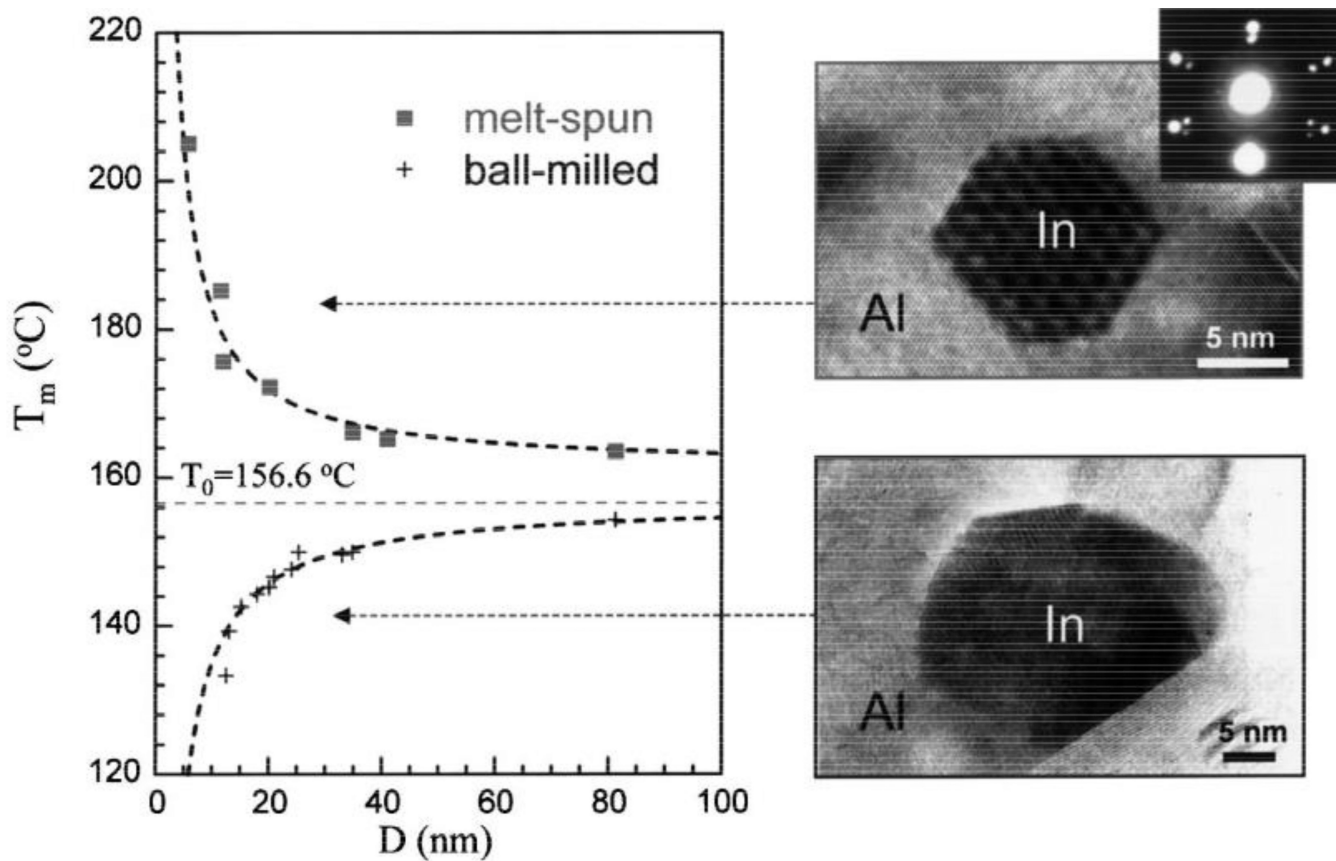 220
200
180
160
140
120
T_m (°C)
melt-spun
ball-milled
T_0=156.6 °C
0 20 40 60 80 100
D (nm)
In
Al
5 nm
In
Al
5 nm